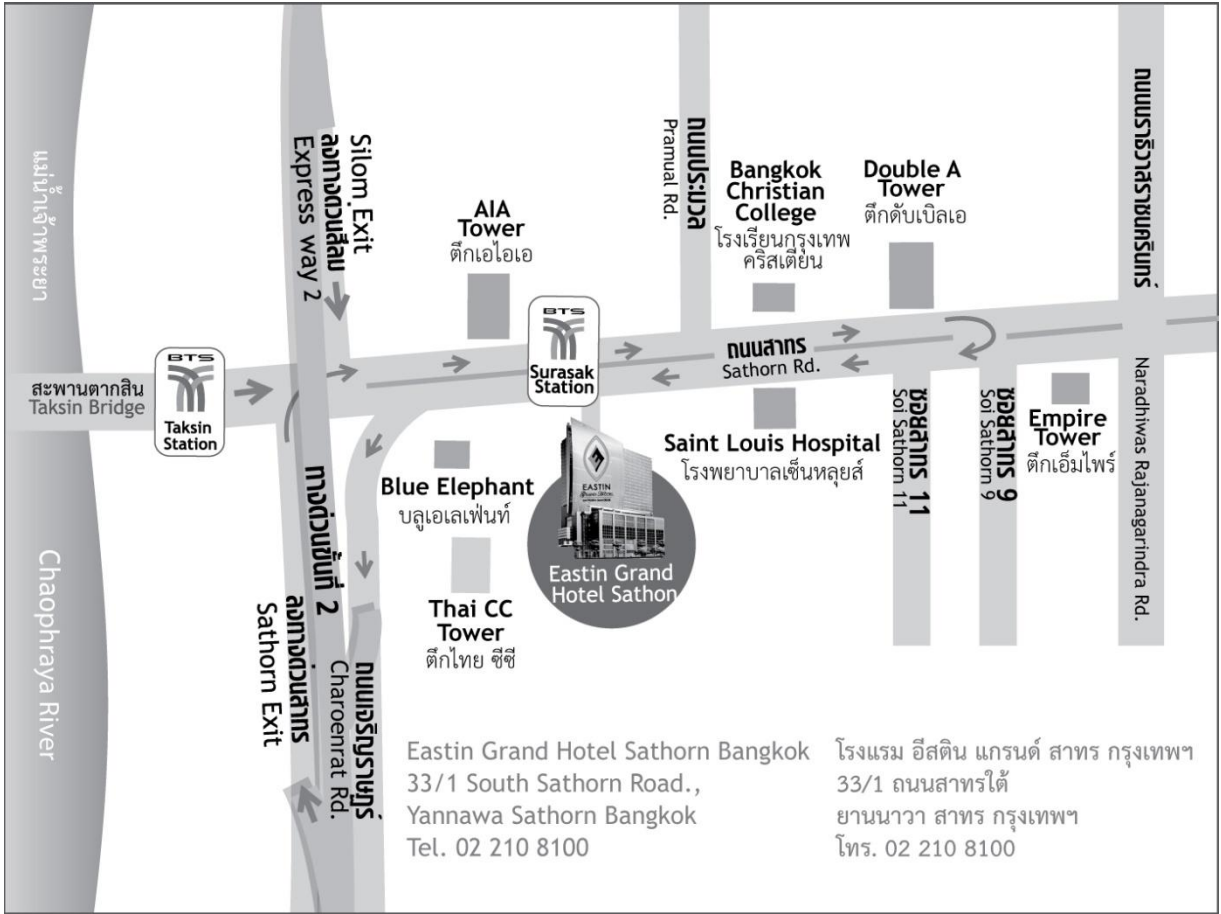 แม่น้ำเจ้าพระยา
Chaophraya River
สะพานตากสิน
Taksin Bridge
BTS
Taksin
Station
Silom Exit
ลงทางด่วนสีลม
Express way 2
ทางด่วนขั้นที่ 2
ลงทางด่วนสาทร
Sathorn Exit
ถนนเจริญราษฎร์
Charoenrat Rd.
AIA
Tower
ตึกเอไอเอ
BTS
Surasak
Station
ถนนประมวล
Pramual Rd.
Bangkok
Christian
College
โรงเรียนกรุงเทพ
คริสเตียน
Double A
Tower
ตึกดับเบิลเอ
ถนนนราธิวาสราชนครินทร์
Naradhiwas Rajanagarindra Rd.
ถนนสาทร
Sathorn Rd.
Blue Elephant
บลูเอเลเฟ่นท์
Thai CC
Tower
ตึกไทย ซีซี
EASTIN
Eastin Grand
Hotel Sathon
Saint Louis Hospital
โรงพยาบาลเซ็นหลุยส์
ซอยสาทร 11
Soi Sathorn 11
ซอยสาทร 9
Soi Sathorn 9
Empire
Tower
ตึกเอ็มไพร์
Eastin Grand Hotel Sathorn Bangkok
33/1 South Sathorn Road.,
Yannawa Sathorn Bangkok
Tel. 02 210 8100
โรงแรม อีสติน แกรนด์ สาทร กรุงเทพฯ
33/1 ถนนสาทรใต้
ยานนาวา สาทร กรุงเทพฯ
โทร. 02 210 8100